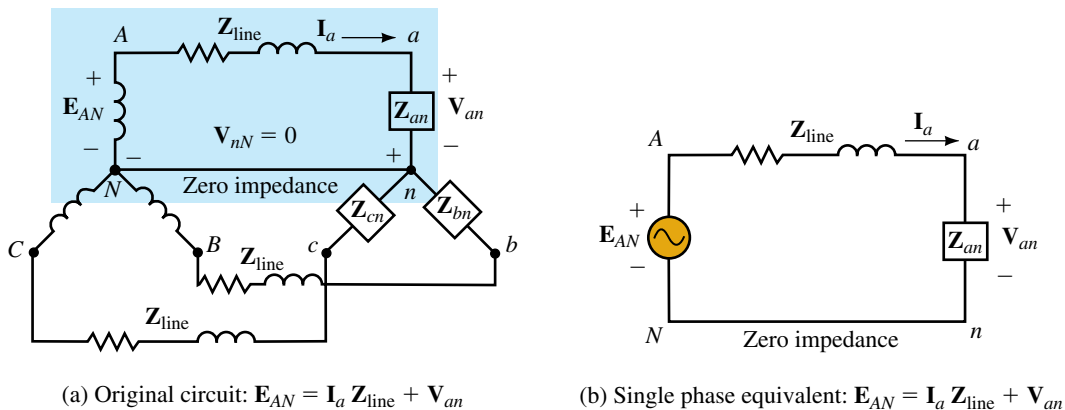 Z_line
I_a
A
a
+
+
E_AN
Z_an
V_an
V_nN = 0
−
−
−
+
N
Zero impedance
n
Z_cn
Z_bn
C
B
c
b
Z_line
Z_line
(a) Original circuit: E_AN = I_a Z_line + V_an
Z_line
I_a
A
a
+
+
E_AN
Z_an
V_an
−
−
N
Zero impedance
n
(b) Single phase equivalent: E_AN = I_a Z_line + V_an